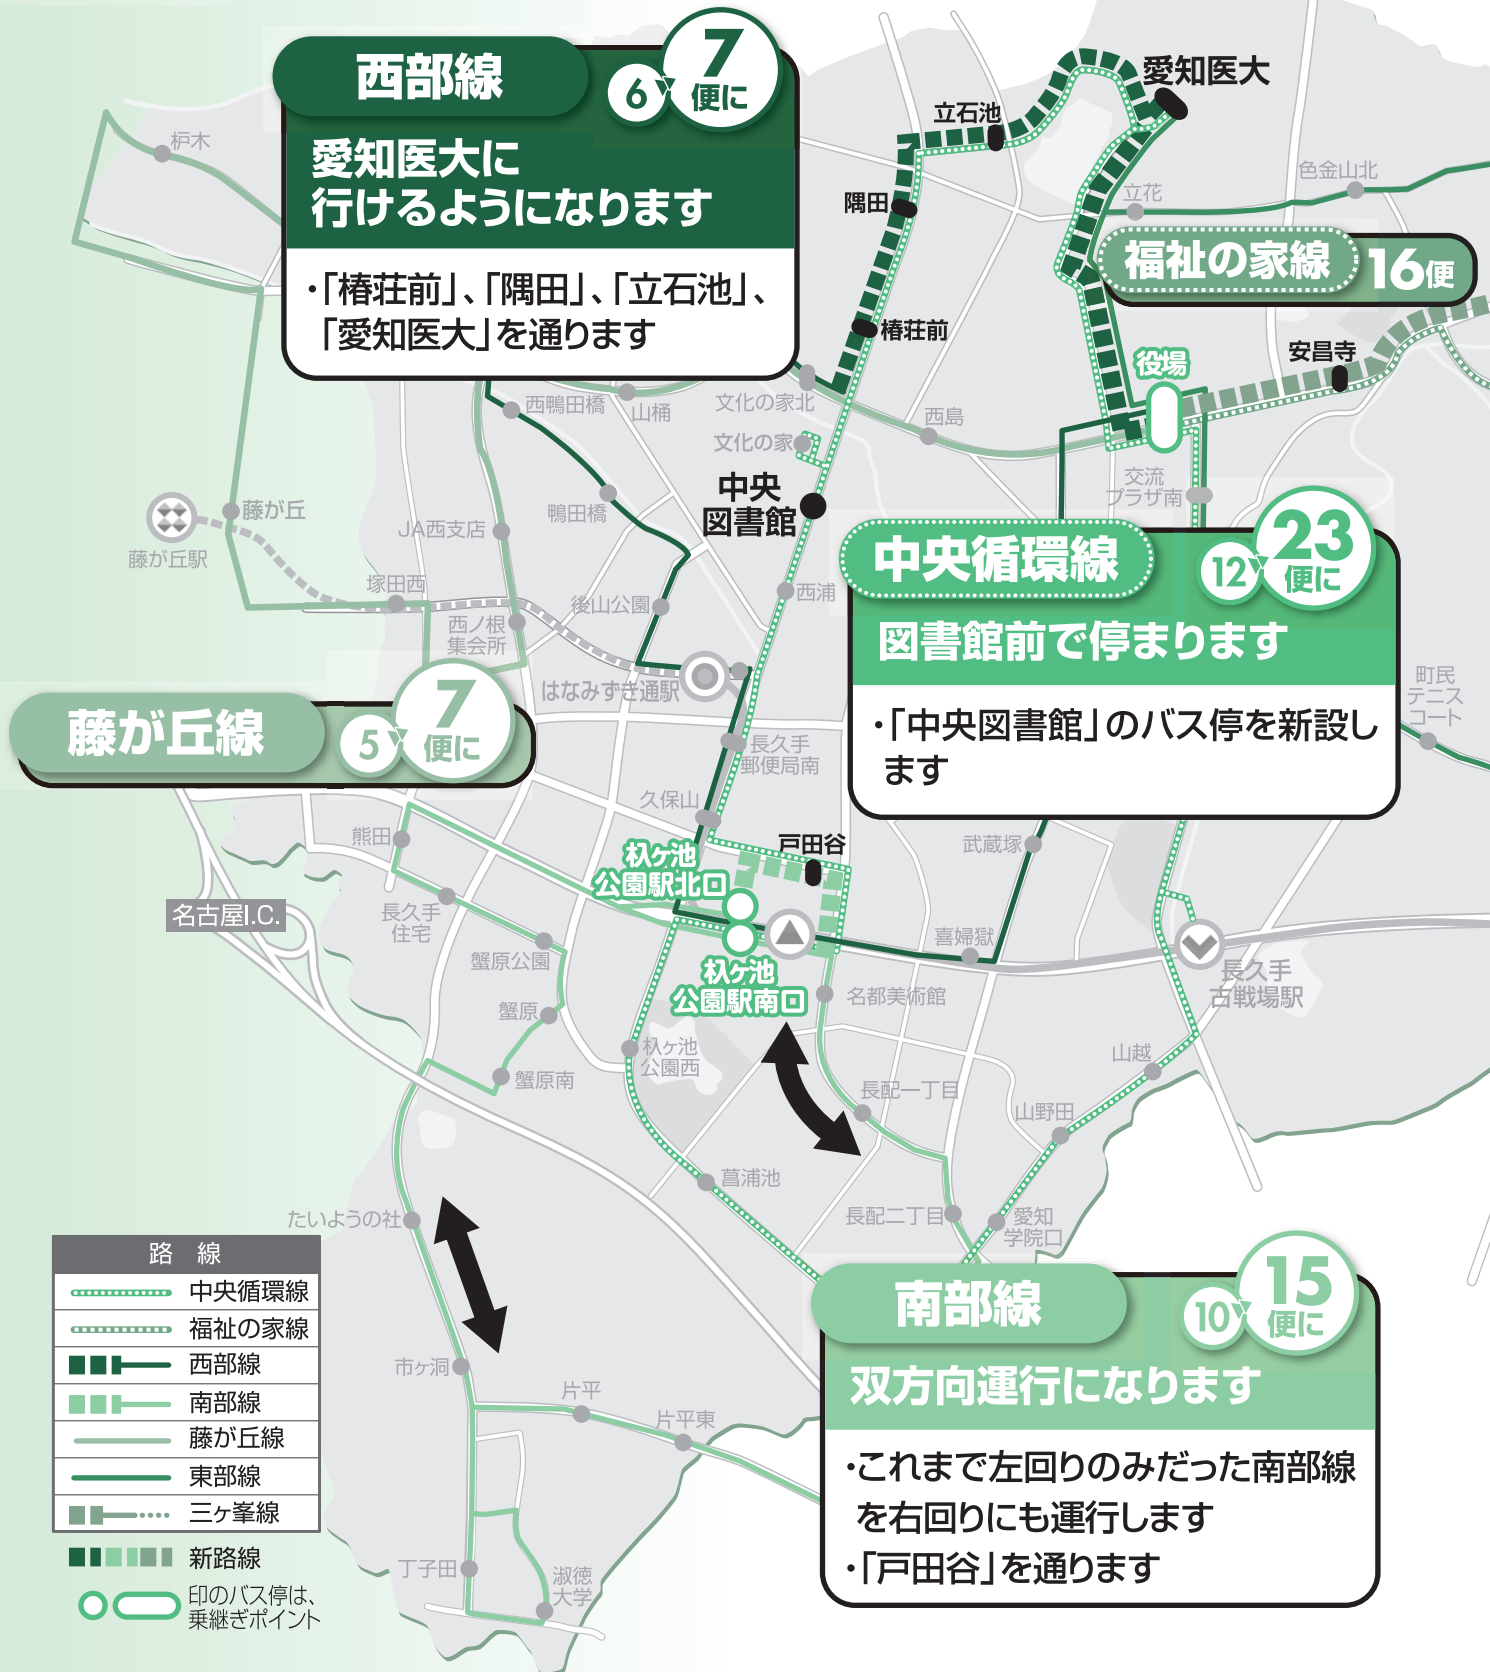 西部線
6
7
便に
愛知医大に
行けるようになります
・「椿荘前」、「隅田」、「立石池」、
「愛知医大」を通ります
枦木
立石池
愛知医大
隅田
立花
色金山北
福祉の家線
16便
椿荘前
安昌寺
役場
西鴨田橋
山桶
文化の家北
西島
文化の家
交流
プラザ南
中央
図書館
藤が丘
藤が丘駅
JA西支店
鴨田橋
塚田西
西ノ根
集会所
後山公園
西浦
はなみずき通駅
中央循環線
12
23
便に
図書館前で停まります
・「中央図書館」のバス停を新設し
ます
町民
テニス
コート
藤が丘線
5
7
便に
長久手
郵便局南
久保山
熊田
杁ヶ池
公園駅北口
戸田谷
武蔵塚
名古屋I.C.
長久手
住宅
蟹原公園
喜婦嶽
長久手
古戦場駅
杁ヶ池
公園駅南口
名都美術館
蟹原
蟹原南
杁ヶ池
公園西
山越
長配一丁目
山野田
菖蒲池
たいようの社
長配二丁目
愛知
学院口
南部線
10
15
便に
双方向運行になります
・これまで左回りのみだった南部線
を右回りにも運行します
・「戸田谷」を通ります
市ヶ洞
片平
片平東
丁子田
淑徳
大学
路 線
中央循環線
福祉の家線
西部線
南部線
藤が丘線
東部線
三ヶ峯線
新路線
印のバス停は、
乗継ぎポイント